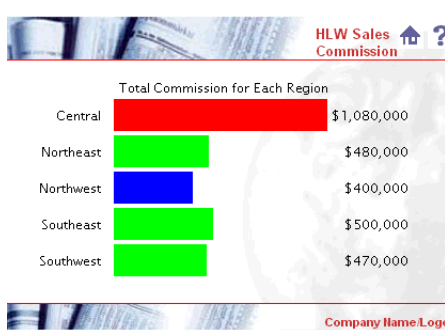 HLW Sales
Commission
?
Total Commission for Each Region
Central $1,080,000
Northeast $480,000
Northwest $400,000
Southeast $500,000
Southwest $470,000
Company Name/Logo